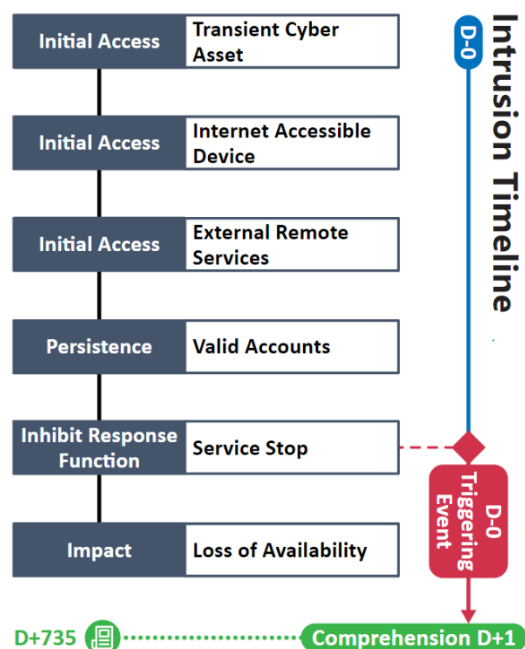 Initial Access
Transient Cyber
Asset
Initial Access
Internet Accessible
Device
Initial Access
External Remote
Services
Persistence
Valid Accounts
Inhibit Response
Function
Service Stop
Impact
Loss of Availability
Intrusion Timeline
D-0
D-0
Triggering
Event
D+735
Comprehension D+1